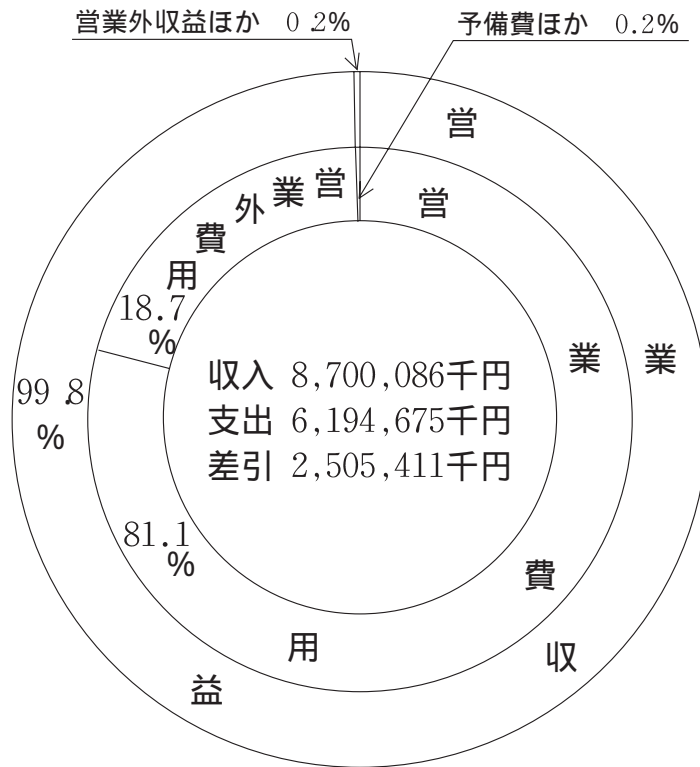 営業外収益ほか 0.2%
予備費ほか 0.2%
営業収益
99.8
%
営業外費用
18.7
%
営業費用
81.1
%
収入 8,700,086千円
支出 6,194,675千円
差引 2,505,411千円